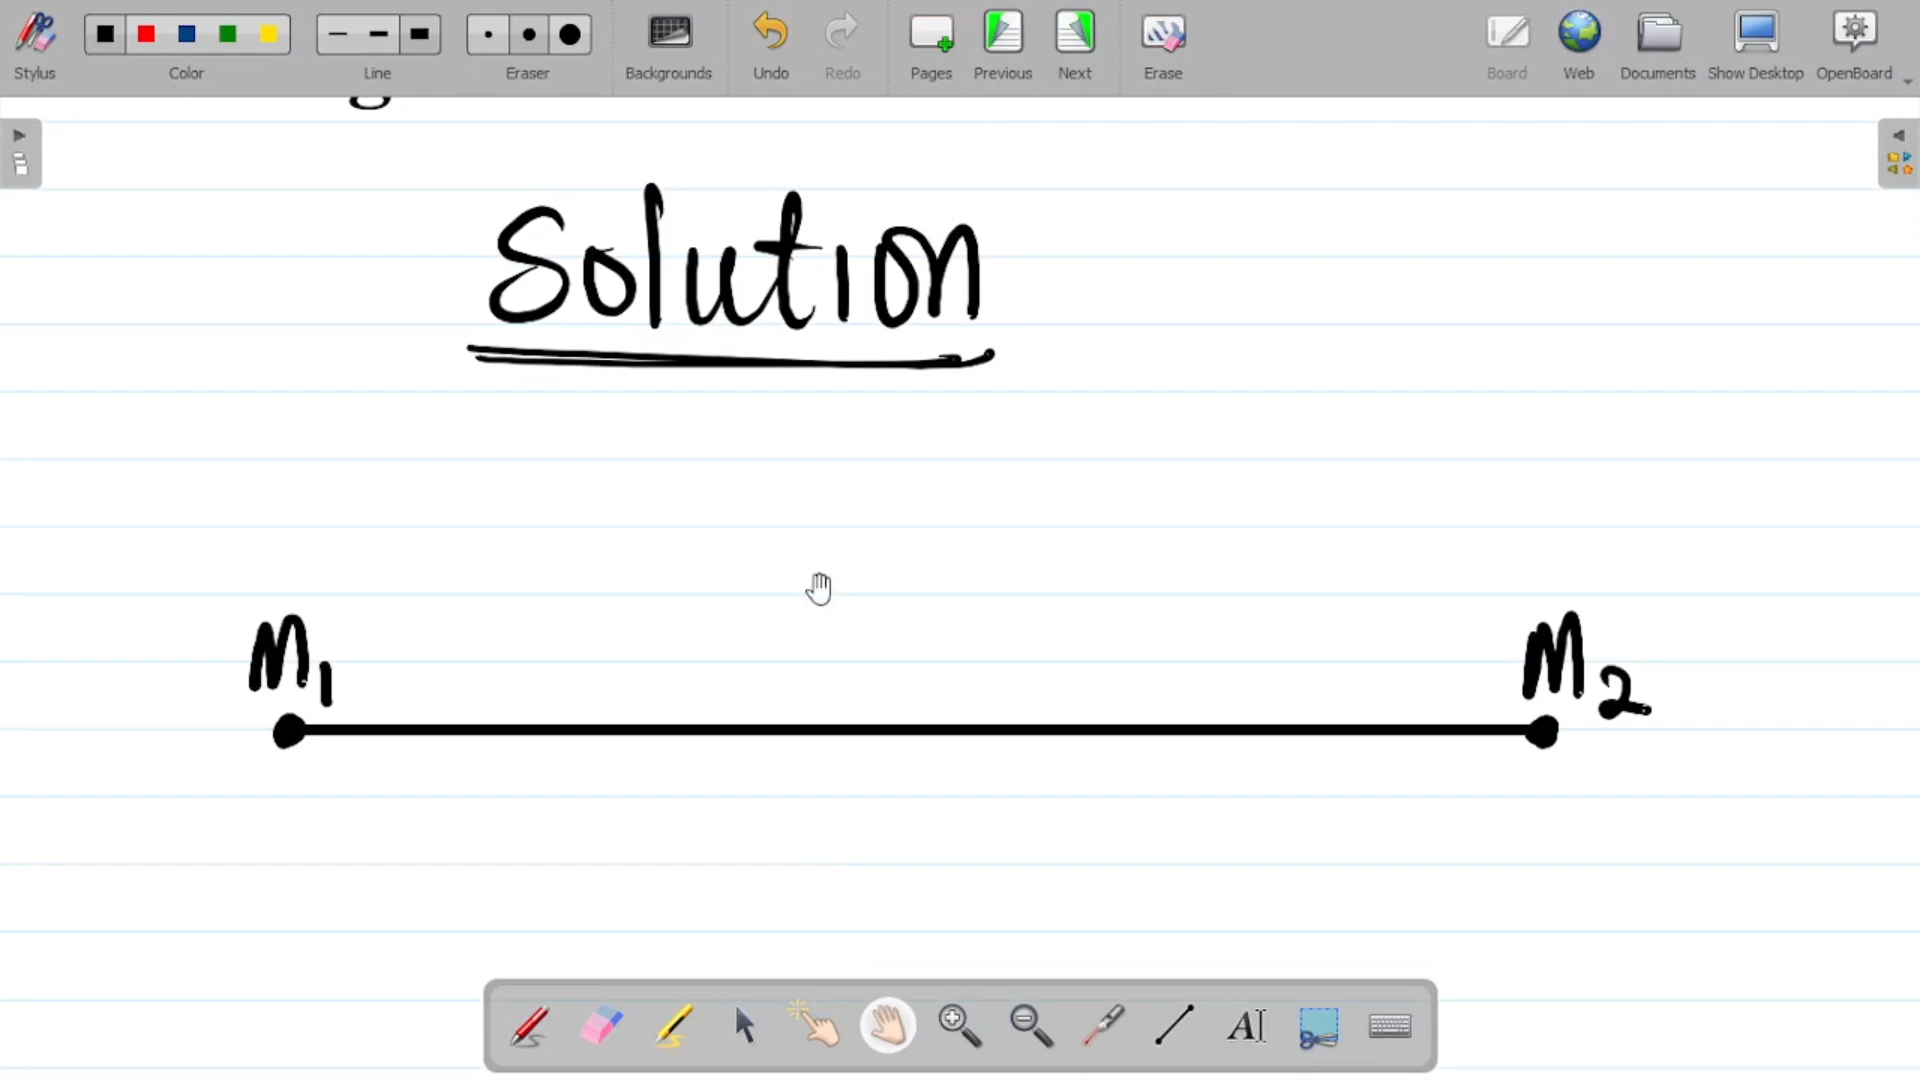 Stylus Color Line Eraser Backgrounds Undo Redo Pages Previous Next Erase Board Web Documents Show Desktop OpenBoard
Solution
M1 M2